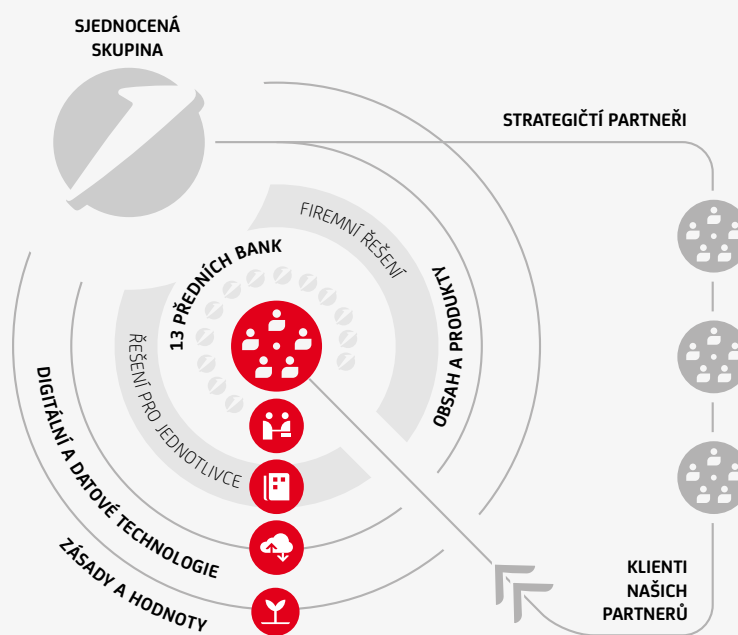 SJEDNOCENÁ
SKUPINA
STRATEGIČTÍ PARTNEŘI
FIREMNÍ ŘEŠENÍ
13 PŘEDNÍCH BANK
OBSAH A PRODUKTY
ŘEŠENÍ PRO JEDNOTLIVCE
DIGITÁLNÍ A DATOVÉ TECHNOLOGIE
ZÁSADY A HODNOTY
KLIENTI
NAŠICH
PARTNERŮ